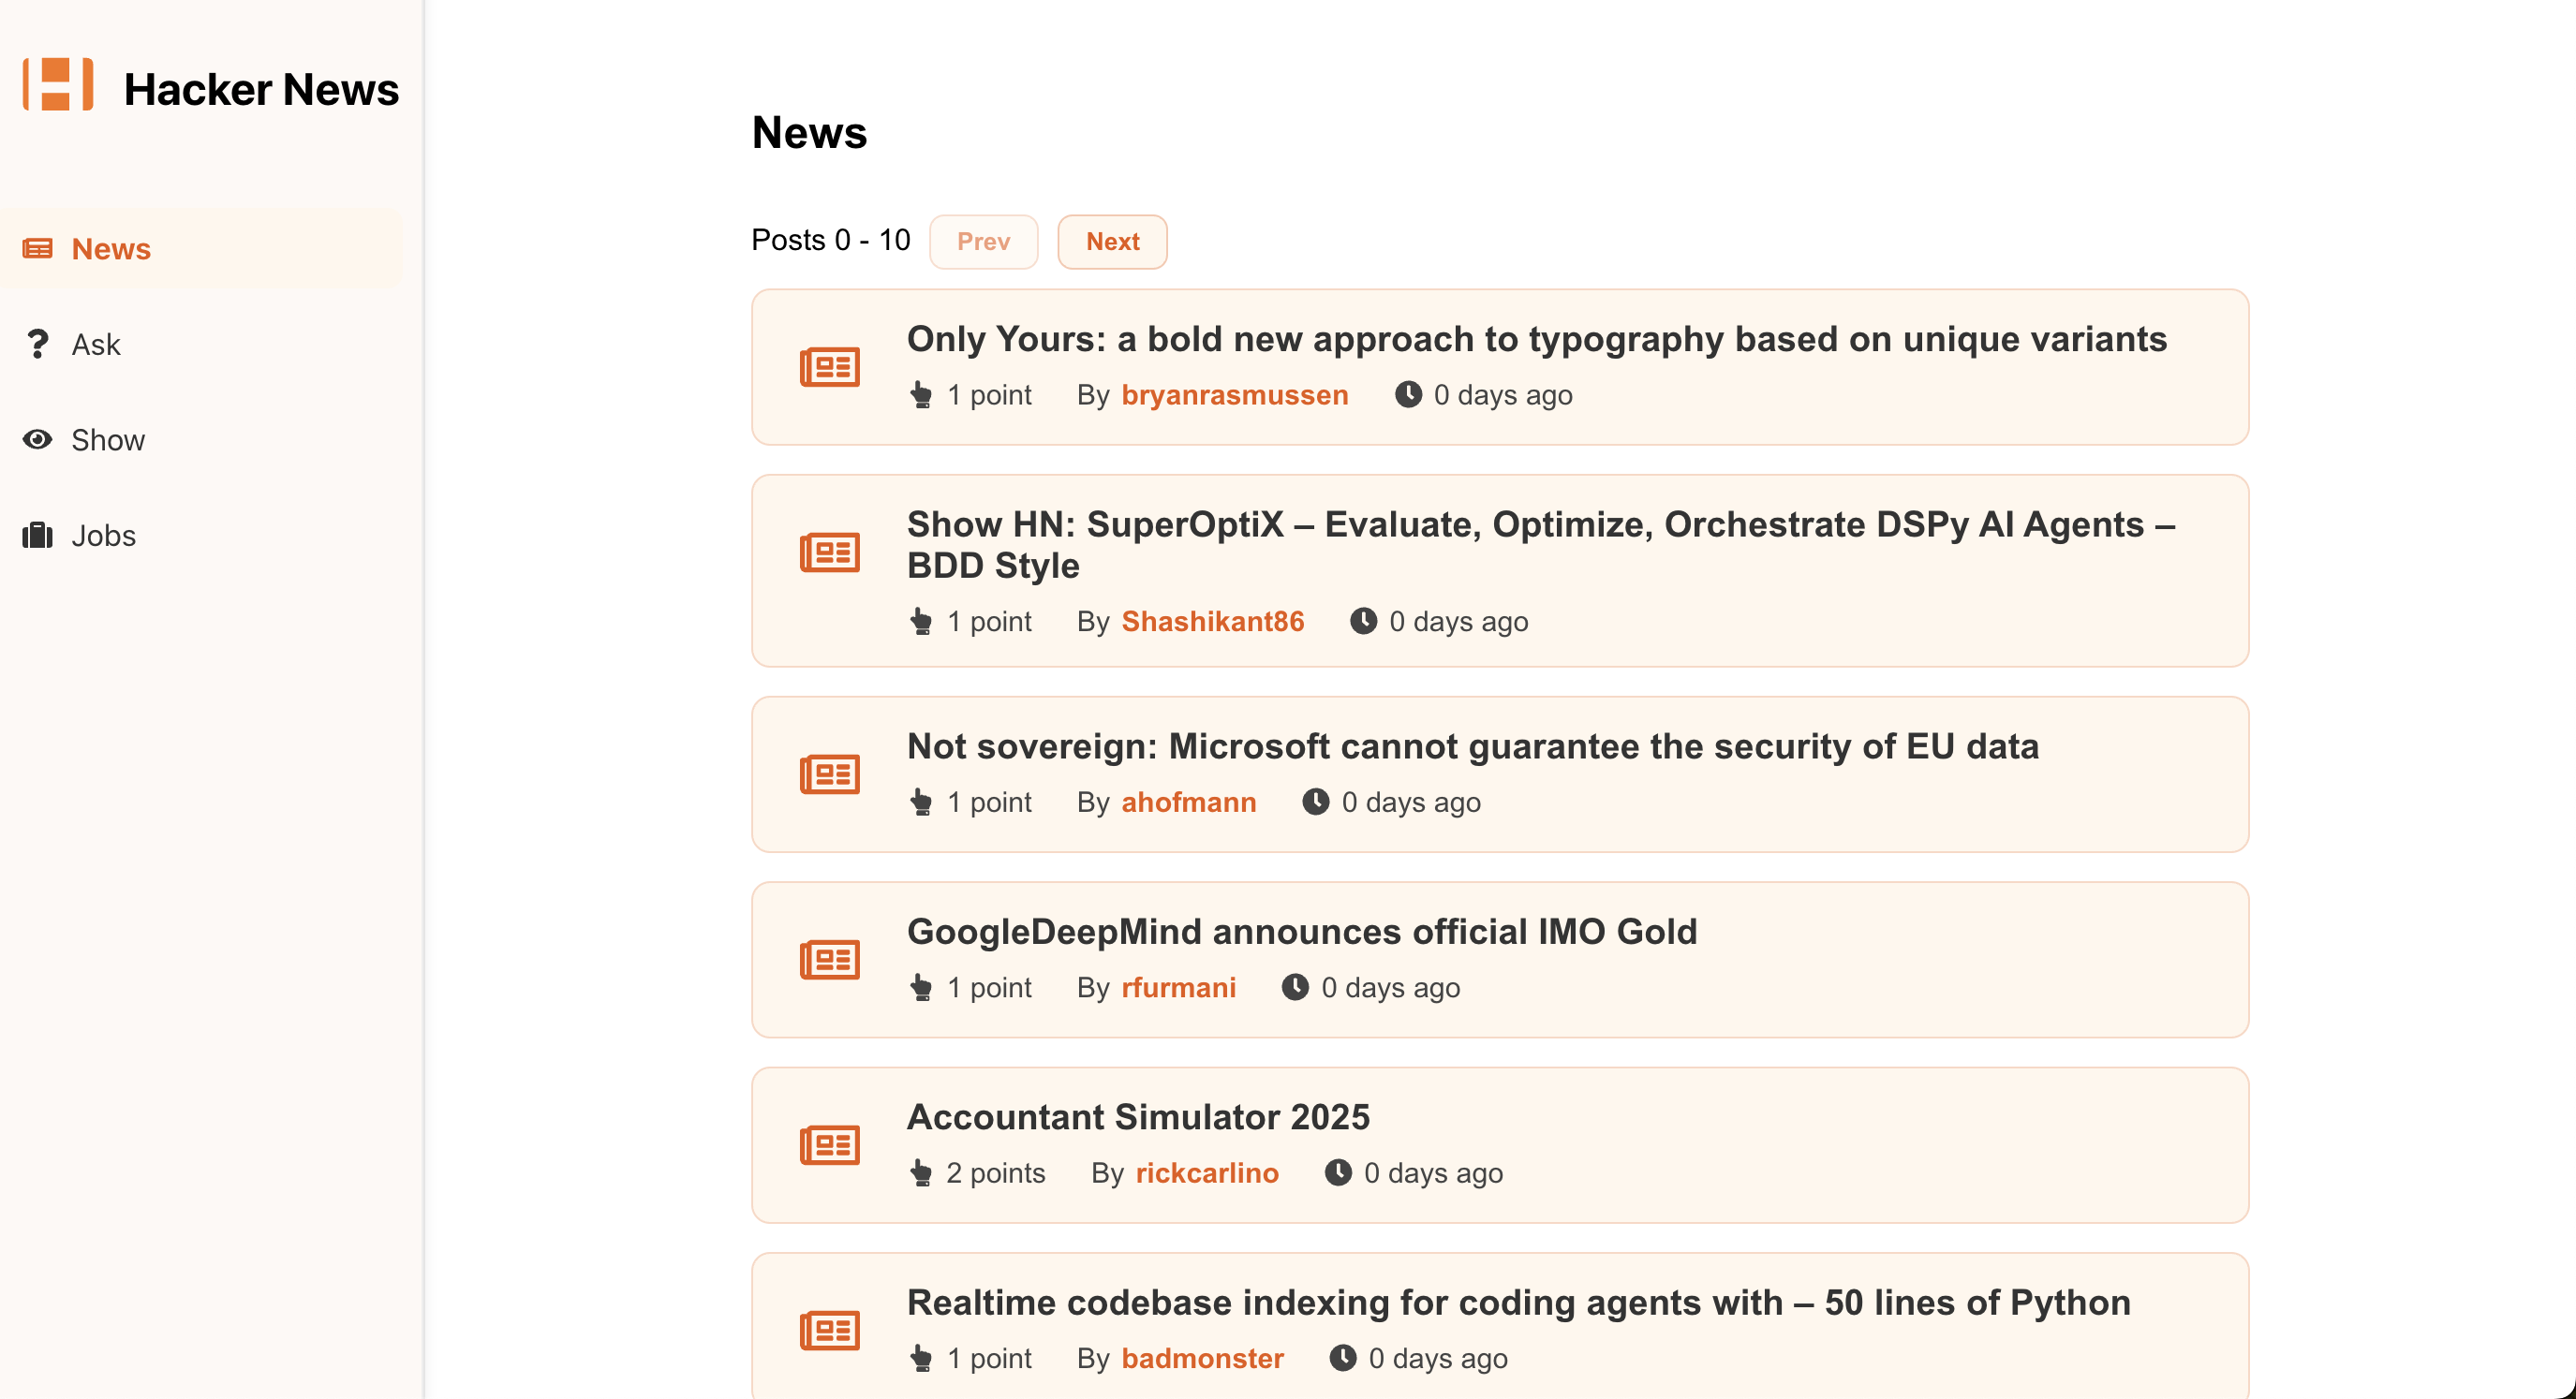 Hacker News
News
Ask
Show
Jobs
News
Posts 0 - 10 Prev Next
Only Yours: a bold new approach to typography based on unique variants
1 point By bryanrasmussen 0 days ago
Show HN: SuperOptiX – Evaluate, Optimize, Orchestrate DSPy AI Agents –
BDD Style
1 point By Shashikant86 0 days ago
Not sovereign: Microsoft cannot guarantee the security of EU data
1 point By ahofmann 0 days ago
GoogleDeepMind announces official IMO Gold
1 point By rfurmani 0 days ago
Accountant Simulator 2025
2 points By rickcarlino 0 days ago
Realtime codebase indexing for coding agents with – 50 lines of Python
1 point By badmonster 0 days ago